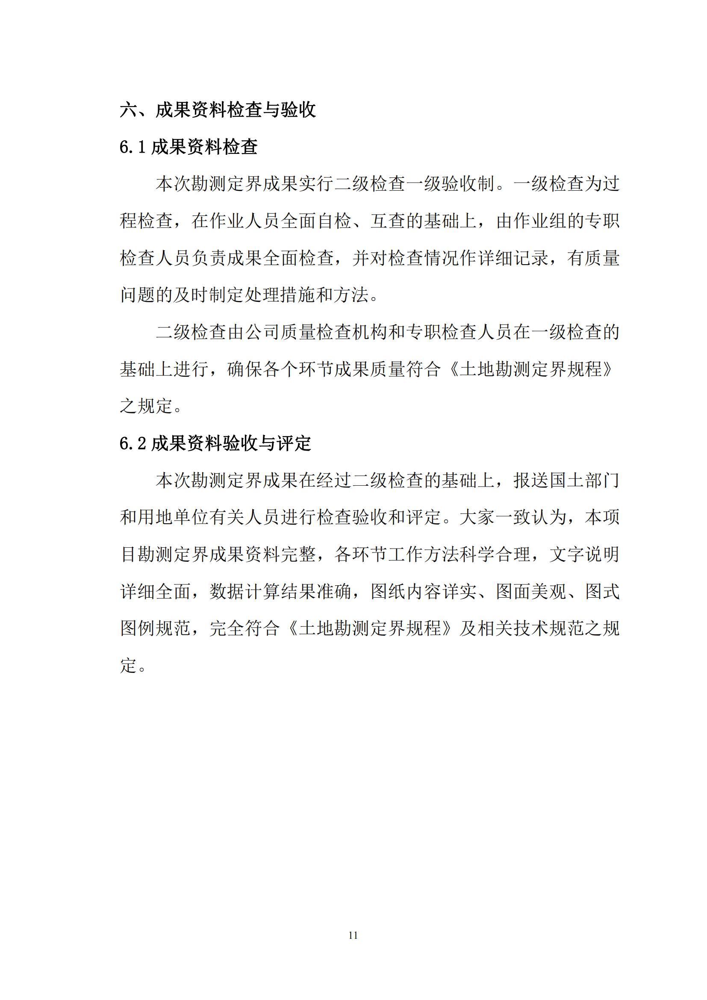 六、成果资料检查与验收
6.1 成果资料检查
本次勘测定界成果实行二级检查一级验收制。一级检查为过
程检查，在作业人员全面自检、互查的基础上，由作业组的专职
检查人员负责成果全面检查，并对检查情况作详细记录，有质量
问题的及时制定处理措施和方法。
二级检查由公司质量检查机构和专职检查人员在一级检查的
基础上进行，确保各个环节成果质量符合《土地勘测定界规程》
之规定。
6.2 成果资料验收与评定
本次勘测定界成果在经过二级检查的基础上，报送国土部门
和用地单位有关人员进行检查验收和评定。大家一致认为，本项
目勘测定界成果资料完整，各环节工作方法科学合理，文字说明
详细全面，数据计算结果准确，图纸内容详实、图面美观、图式
图例规范，完全符合《土地勘测定界规程》及相关技术规范之规
定。
11